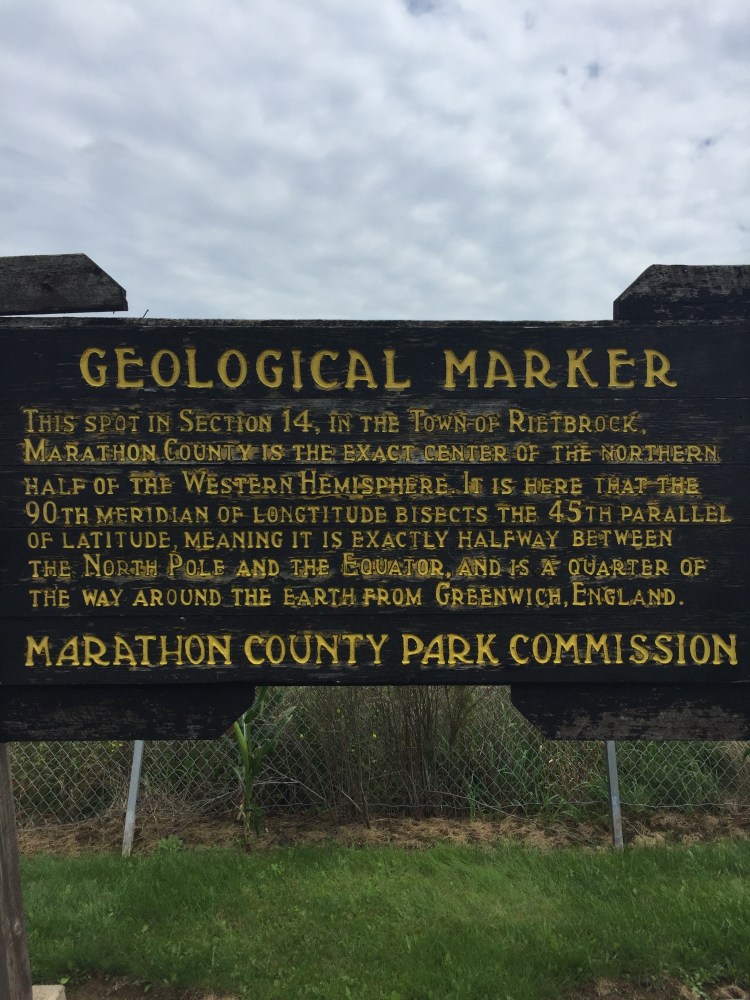 GEOLOGICAL MARKER
THIS SPOT IN SECTION 14, IN THE TOWN OF RIETBROCK,
MARATHON COUNTY IS THE EXACT CENTER OF THE NORTHERN
HALF OF THE WESTERN HEMISPHERE. IT IS HERE THAT THE
90TH MERIDIAN OF LONGTITUDE BISECTS THE 45TH PARALLEL
OF LATITUDE, MEANING IT IS EXACTLY HALFWAY BETWEEN
THE NORTH POLE AND THE EQUATOR, AND IS A QUARTER OF
THE WAY AROUND THE EARTH FROM GREENWICH, ENGLAND.
MARATHON COUNTY PARK COMMISSION